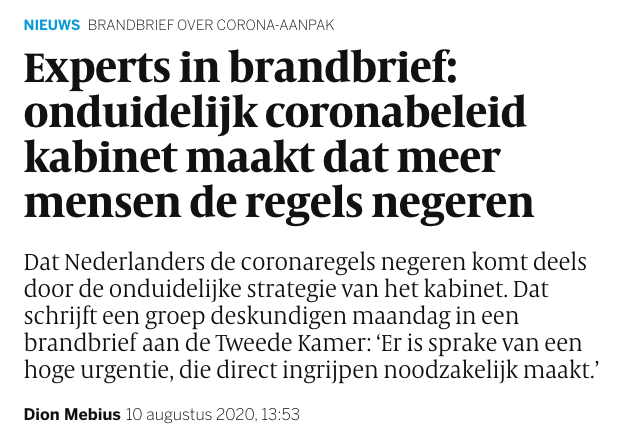 NIEUWS BRANDBRIEF OVER CORONA-AANPAK
Experts in brandbrief:
onduidelijk coronabeleid
kabinet maakt dat meer
mensen de regels negeren
Dat Nederlanders de coronaregels negeren komt deels
door de onduidelijke strategie van het kabinet. Dat
schrijft een groep deskundigen maandag in een
brandbrief aan de Tweede Kamer: ‘Er is sprake van een
hoge urgentie, die direct ingrijpen noodzakelijk maakt.’
Dion Mebius 10 augustus 2020, 13:53